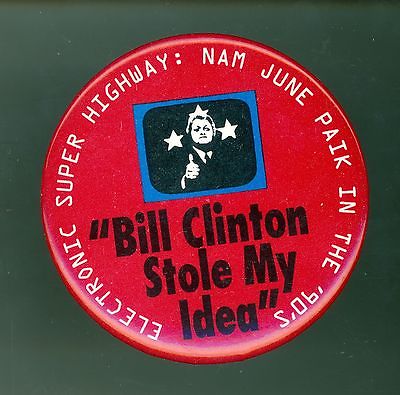 ELECTRONIC SUPER HIGHWAY: NAM JUNE PAIK IN THE '90'S
"Bill Clinton
Stole My
Idea"